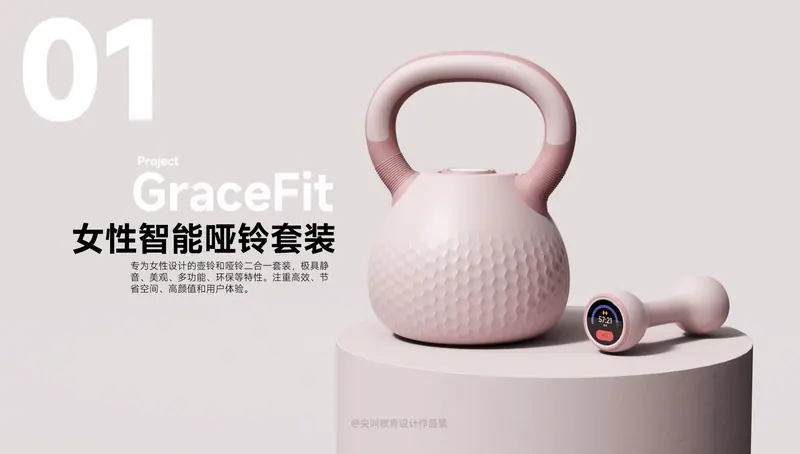 01
Project
GraceFit
女性智能哑铃套装
专为女性设计的壶铃和哑铃二合一套装，极具静
音、美观、多功能、环保等特性。注重高效、节
省空间、高颜值和用户体验。
57:21
@尖叫教育设计作品集